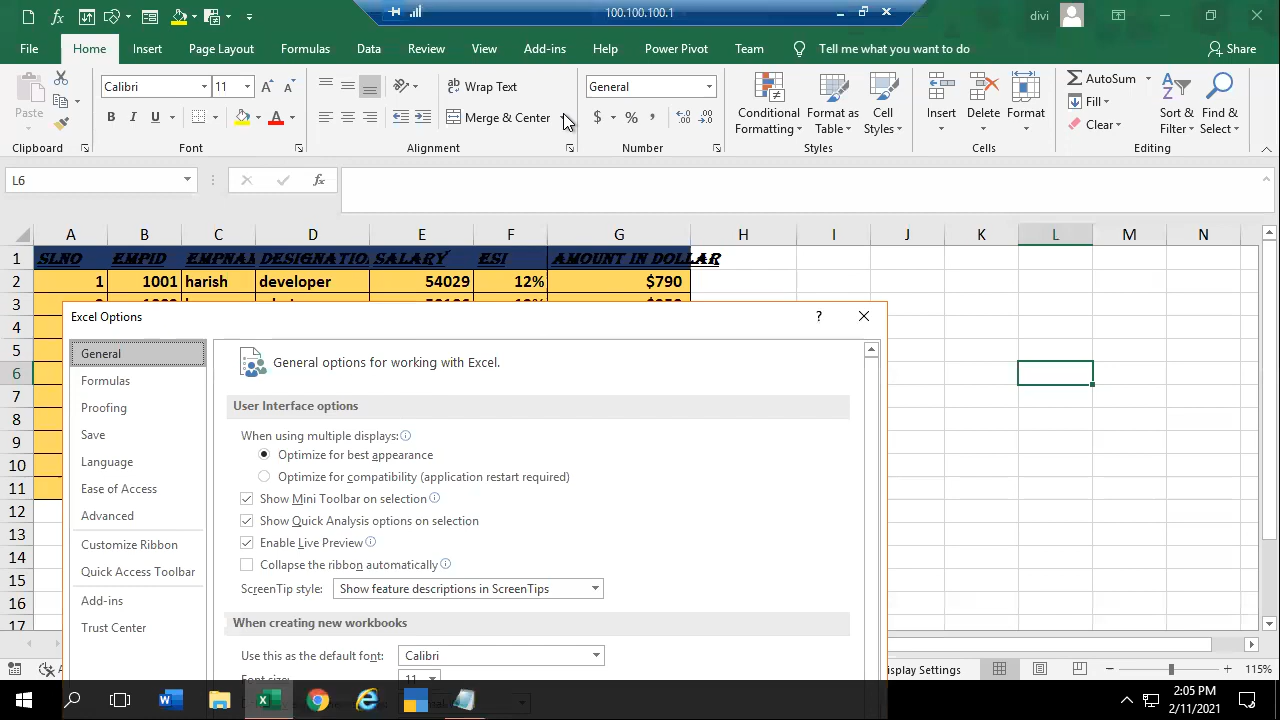 100.100.100.1
divi
File Home Insert Page Layout Formulas Data Review View Add-ins Help Power Pivot Team Tell me what you want to do Share
Calibri 11 Wrap Text General AutoSum
Paste B I U Merge & Center $ % Conditional Formatting Format as Table Cell Styles Insert Delete Format Fill Clear Sort & Filter Find & Select
Clipboard Font Alignment Number Styles Cells Editing
L6 fx
A B C D E F G H I J K L M N
1 SLNO EMPID EMPNAM DESIGNATIO SALARY ESI AMOUNT IN DOLLAR
2 1 1001 harish developer 54029 12% $790
3
4
5
6
7
8
9
10
11
12
13
14
15
16
17
Excel Options ?
General
Formulas
Proofing
Save
Language
Ease of Access
Advanced
Customize Ribbon
Quick Access Toolbar
Add-ins
Trust Center
General options for working with Excel.
User Interface options
When using multiple displays:
Optimize for best appearance
Optimize for compatibility (application restart required)
Show Mini Toolbar on selection
Show Quick Analysis options on selection
Enable Live Preview
Collapse the ribbon automatically
ScreenTip style: Show feature descriptions in ScreenTips
When creating new workbooks
Use this as the default font: Calibri
Font size: 11
Display Settings 115%
2:05 PM
2/11/2021